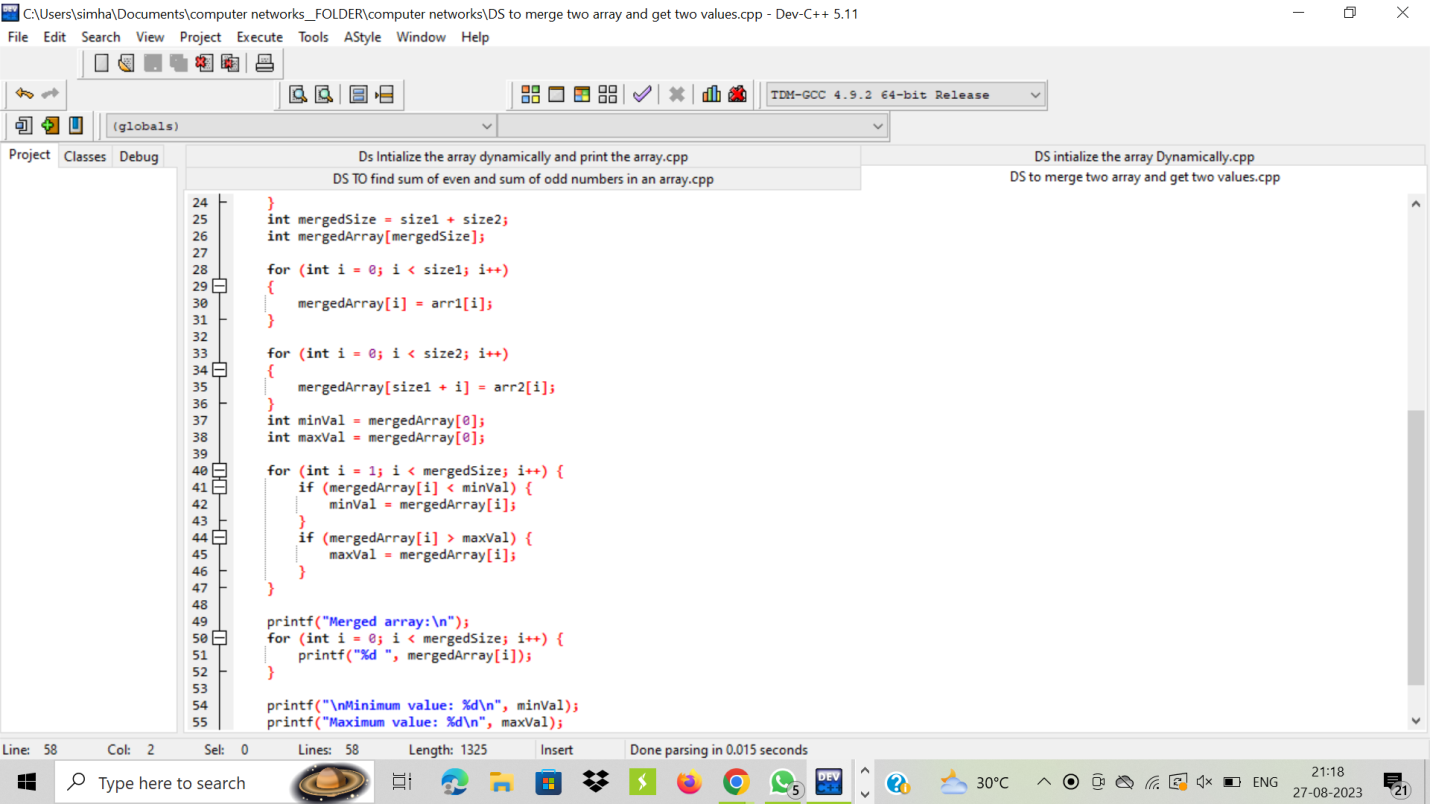 C:\Users\simha\Documents\computer networks_FOLDER\computer networks\DS to merge two array and get two values.cpp - Dev-C++ 5.11
File Edit Search View Project Execute Tools AStyle Window Help
TDM-GCC 4.9.2 64-bit Release
(globals)
Project Classes Debug
Ds Intialize the array dynamically and print the array.cpp
DS intialize the array Dynamically.cpp
DS TO find sum of even and sum of odd numbers in an array.cpp
DS to merge two array and get two values.cpp
24 }
25 int mergedSize = size1 + size2;
26 int mergedArray[mergedSize];
27
28 for (int i = 0; i < size1; i++)
29 {
30 mergedArray[i] = arr1[i];
31 }
32
33 for (int i = 0; i < size2; i++)
34 {
35 mergedArray[size1 + i] = arr2[i];
36 }
37 int minVal = mergedArray[0];
38 int maxVal = mergedArray[0];
39
40 for (int i = 1; i < mergedSize; i++) {
41 if (mergedArray[i] < minVal) {
42 minVal = mergedArray[i];
43 }
44 if (mergedArray[i] > maxVal) {
45 maxVal = mergedArray[i];
46 }
47 }
48
49 printf("Merged array:\n");
50 for (int i = 0; i < mergedSize; i++) {
51 printf("%d ", mergedArray[i]);
52 }
53
54 printf("\nMinimum value: %d\n", minVal);
55 printf("Maximum value: %d\n", maxVal);
Line: 58 Col: 2 Sel: 0 Lines: 58 Length: 1325 Insert Done parsing in 0.015 seconds
Type here to search
5
DEV
C++
30°C
ENG
21:18
27-08-2023
21